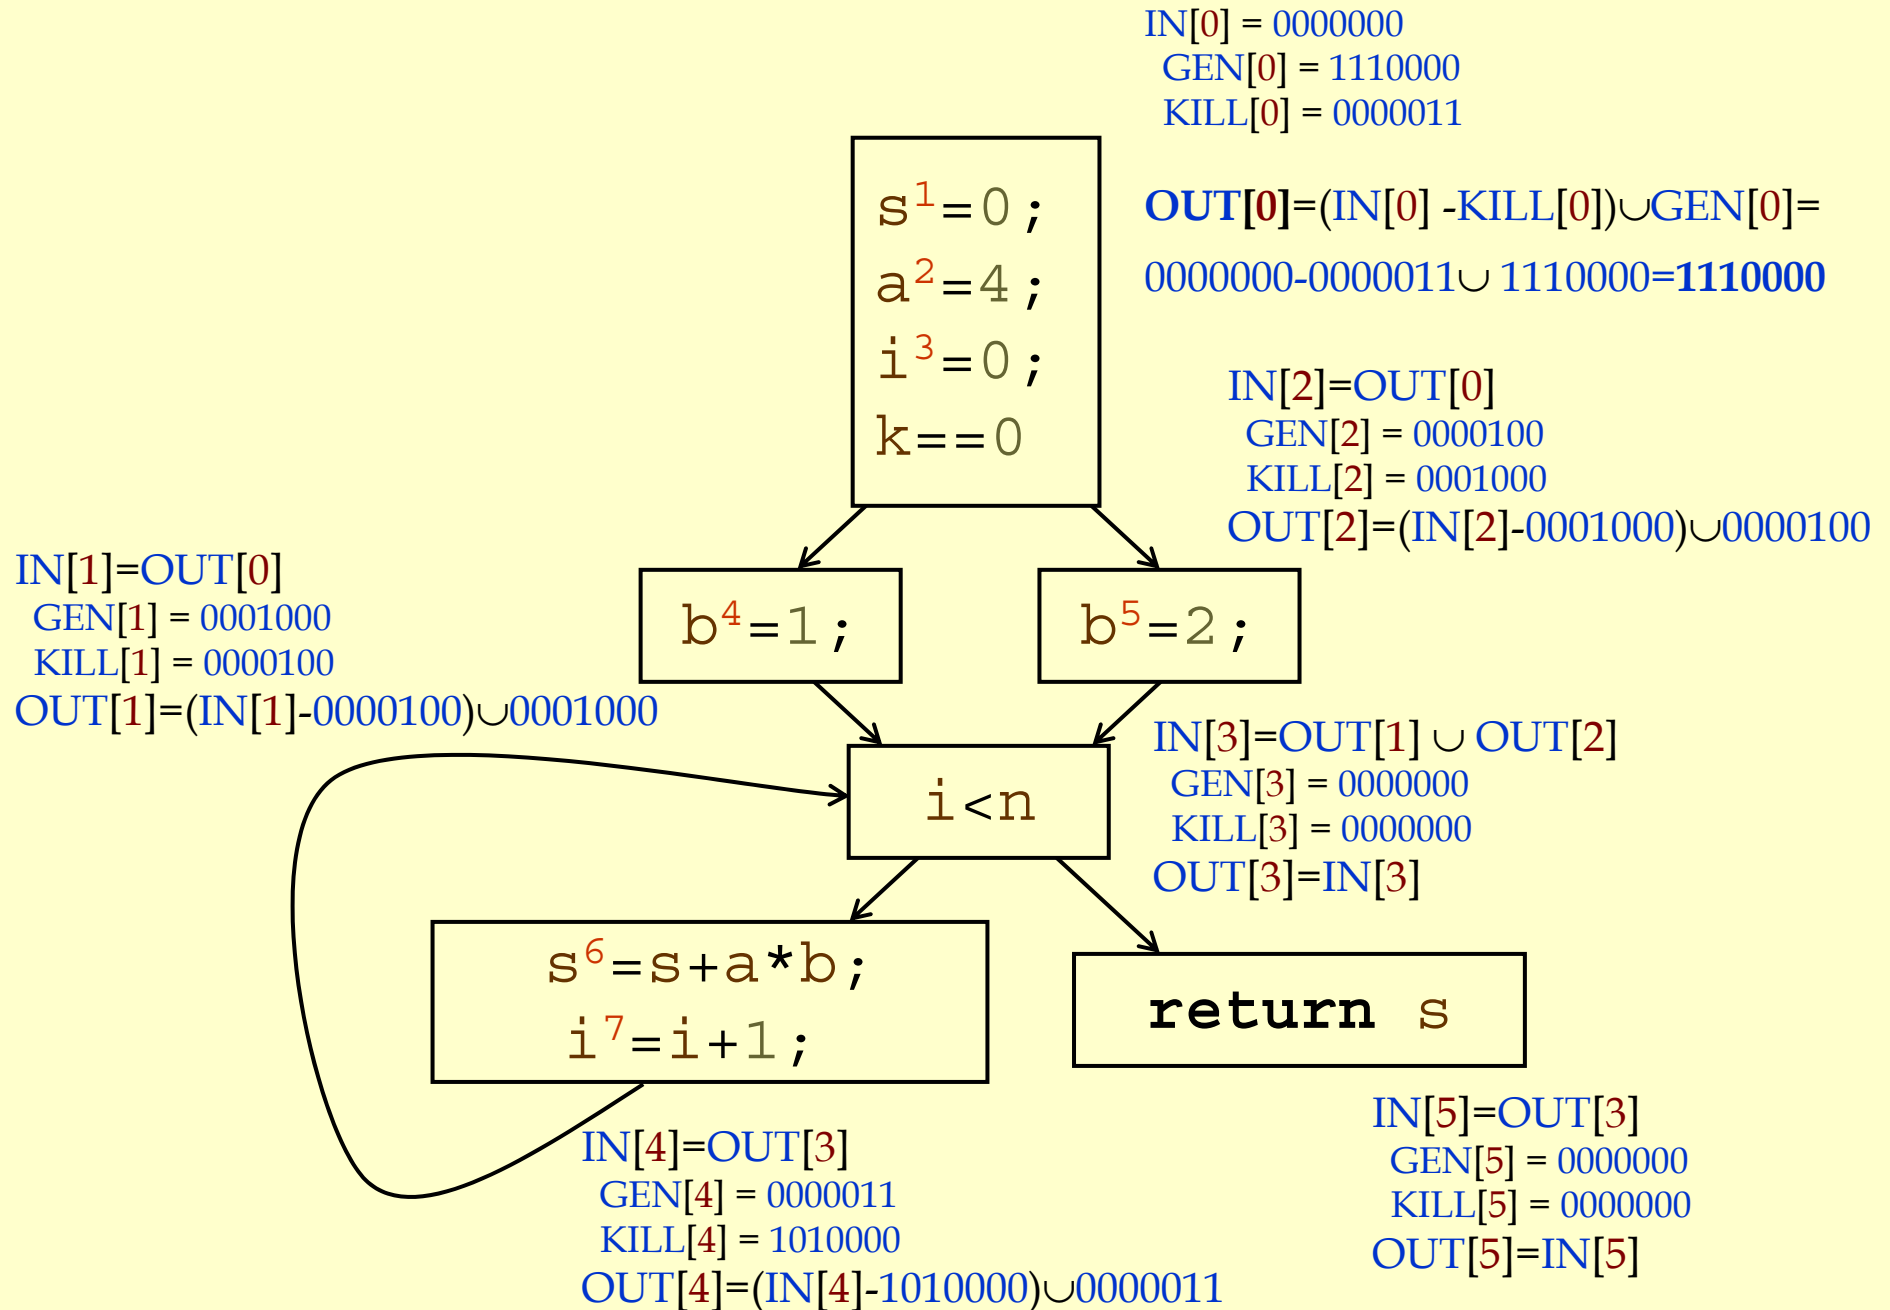 IN[0] = 0000000
GEN[0] = 1110000
KILL[0] = 0000011
s¹=0;
a²=4;
i³=0;
k==0
OUT[0]=(IN[0] -KILL[0])∪GEN[0]=
0000000-0000011∪ 1110000=1110000
IN[2]=OUT[0]
GEN[2] = 0000100
KILL[2] = 0001000
OUT[2]=(IN[2]-0001000)∪0000100
IN[1]=OUT[0]
GEN[1] = 0001000
KILL[1] = 0000100
OUT[1]=(IN[1]-0000100)∪0001000
b⁴=1;
b⁵=2;
IN[3]=OUT[1] ∪ OUT[2]
GEN[3] = 0000000
KILL[3] = 0000000
OUT[3]=IN[3]
i<n
s⁶=s+a*b;
i⁷=i+1;
return s
IN[4]=OUT[3]
GEN[4] = 0000011
KILL[4] = 1010000
OUT[4]=(IN[4]-1010000)∪0000011
IN[5]=OUT[3]
GEN[5] = 0000000
KILL[5] = 0000000
OUT[5]=IN[5]